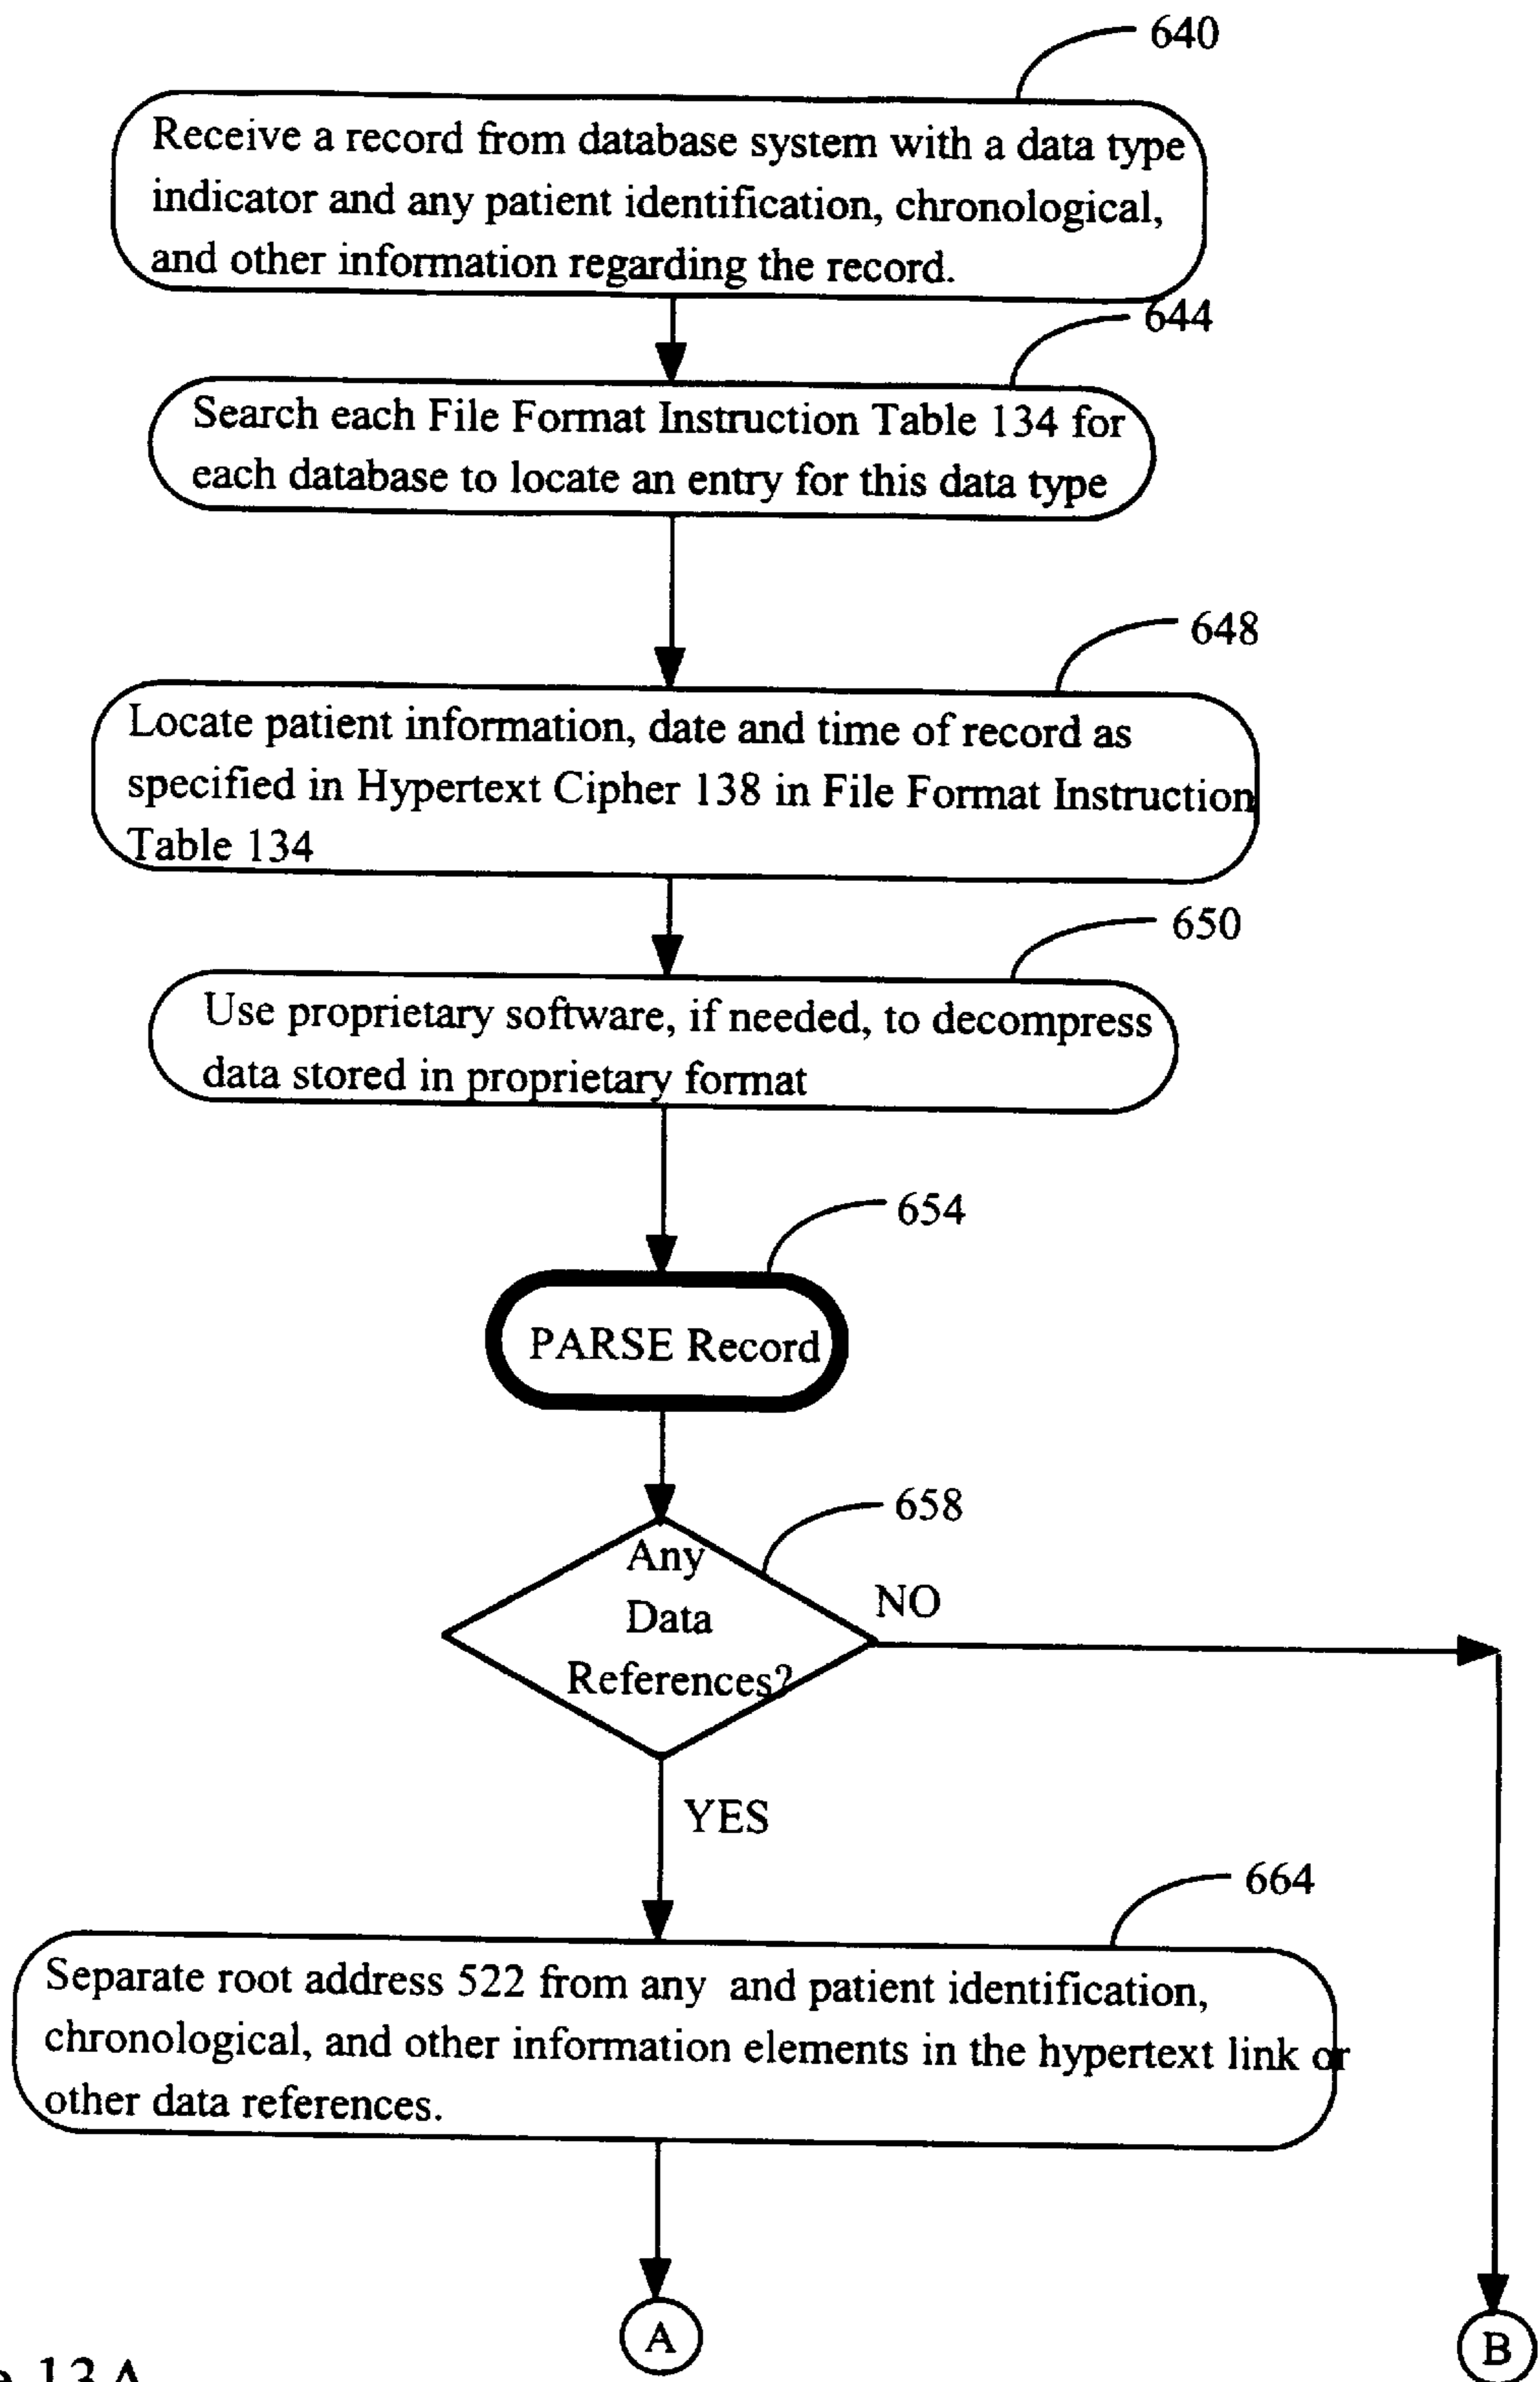 640
Receive a record from database system with a data type
indicator and any patient identification, chronological,
and other information regarding the record.
644
Search each File Format Instruction Table 134 for
each database to locate an entry for this data type
648
Locate patient information, date and time of record as
specified in Hypertext Cipher 138 in File Format Instruction
Table 134
650
Use proprietary software, if needed, to decompress
data stored in proprietary format
654
PARSE Record
658
Any
Data
References?
NO
YES
664
Separate root address 522 from any and patient identification,
chronological, and other information elements in the hypertext link or
other data references.
A
B
13A